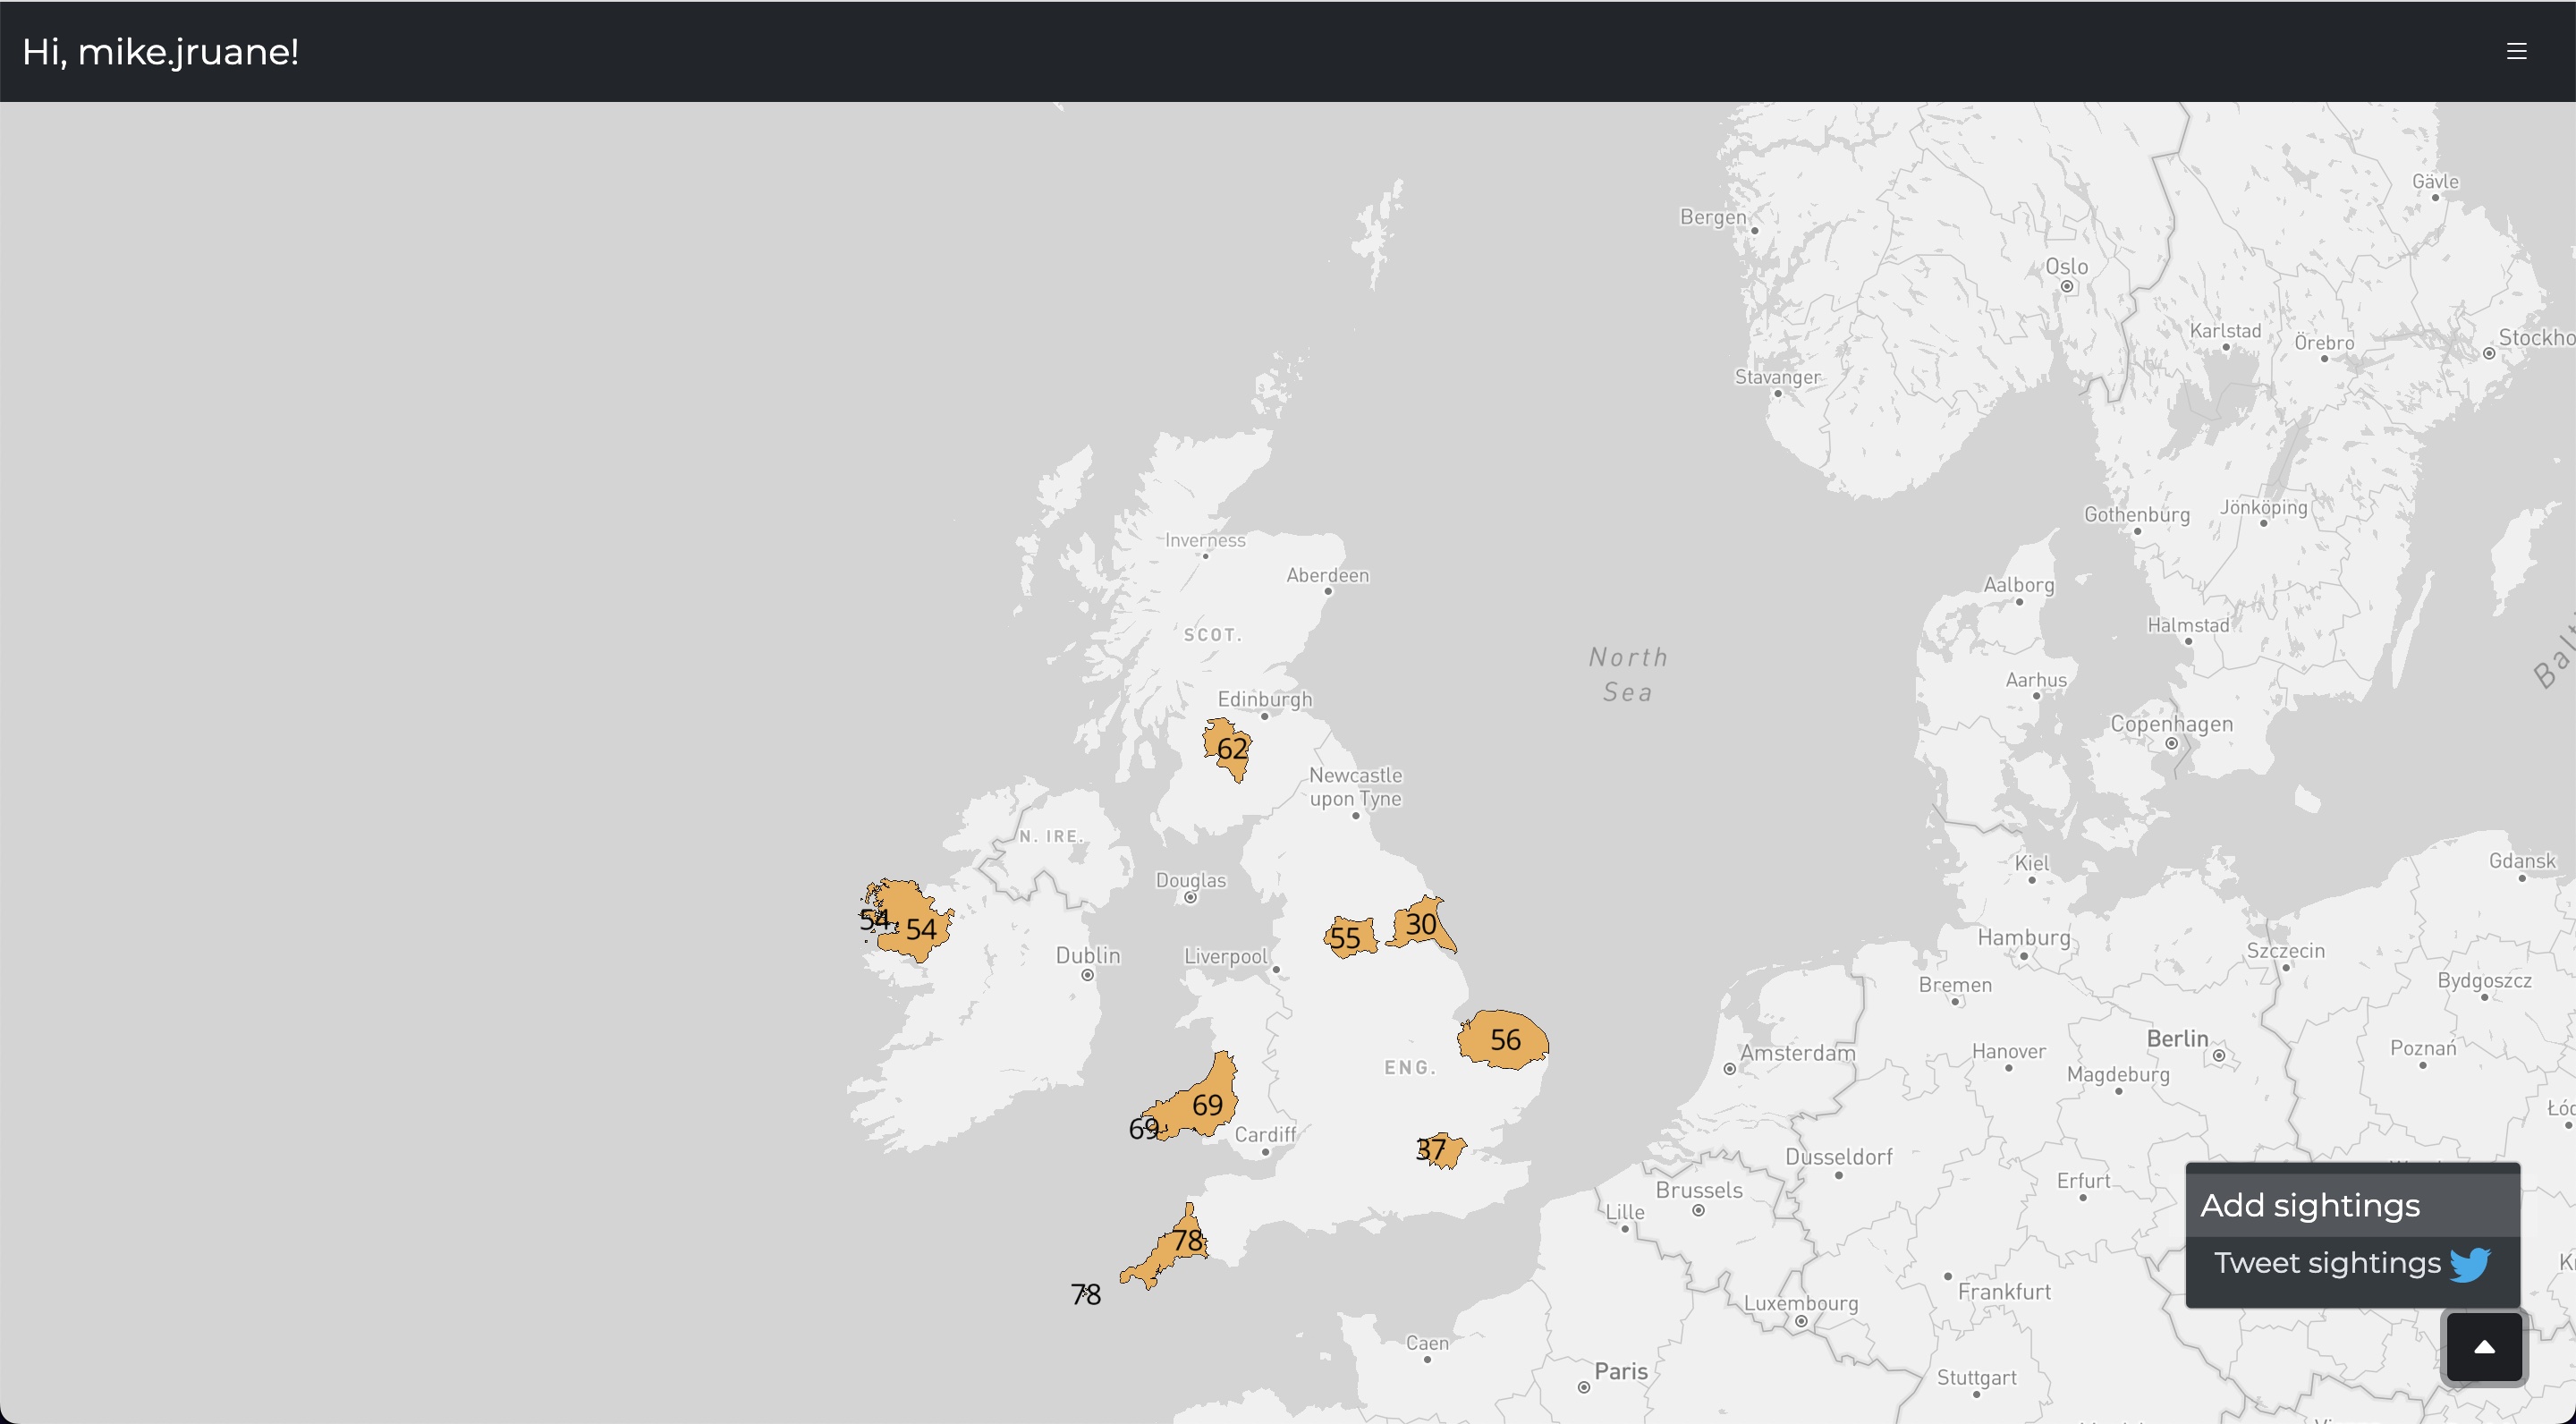 Hi, mike.jruane!
Gävle
Bergen
Oslo
Karlstad
Örebro
Stockho
Stavanger
Gothenburg
Jönköping
Inverness
Aberdeen
Aalborg
SCOT.
Halmstad
North
Sea
Balt
Aarhus
Edinburgh
Copenhagen
62
Newcastle
upon Tyne
N. IRE.
Kiel
Gdansk
Douglas
54
54
55
30
Hamburg
Szczecin
Dublin
Liverpool
Bremen
Bydgoszcz
56
Amsterdam
Berlin
Hanover
Poznań
ENG.
Magdeburg
69
69
Łód
Cardiff
37
Dusseldorf
Erfurt
Brussels
Lille
Add sightings
78
Tweet sightings
K
78
Frankfurt
Luxembourg
Caen
Paris
Stuttgart